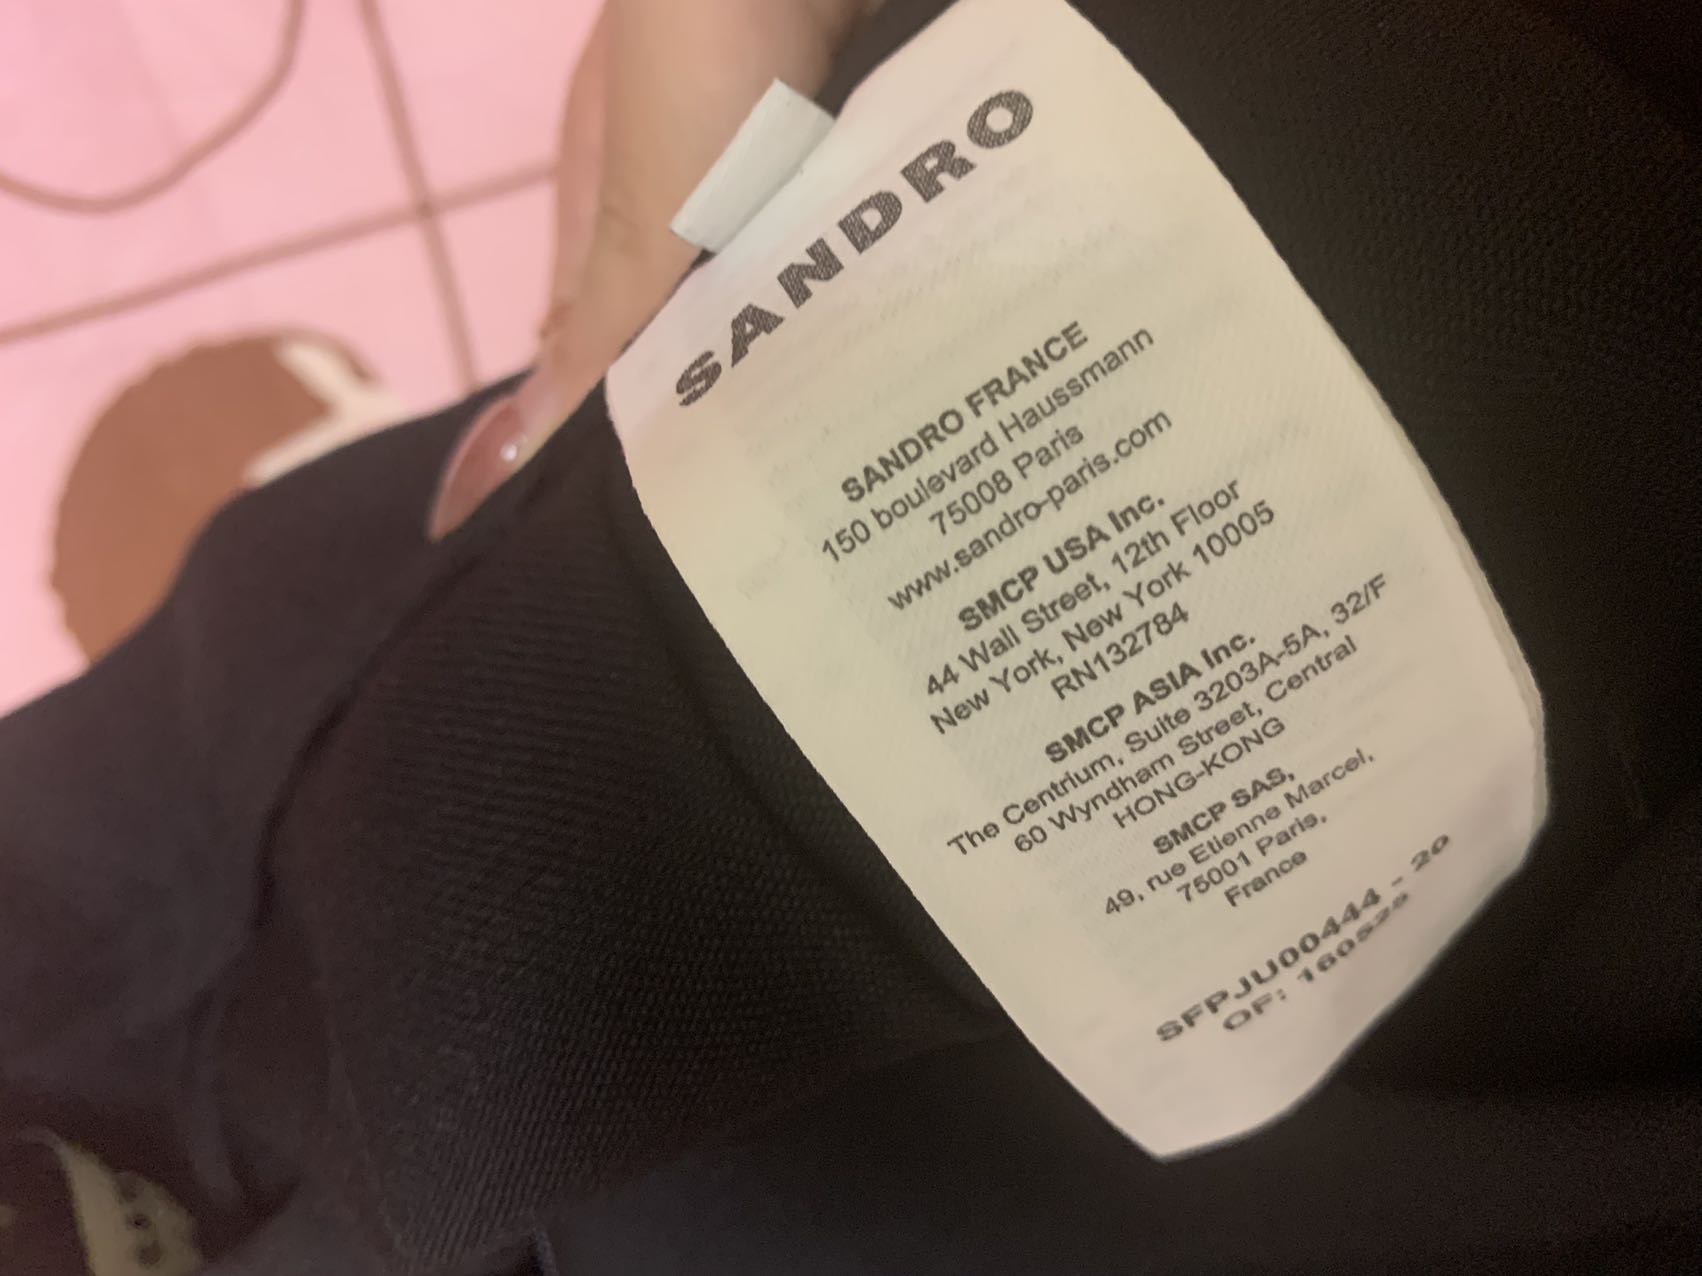 SANDRO
SANDRO FRANCE
150 boulevard Haussmann
75008 Paris
www.sandro-paris.com
SMCP USA Inc.
44 Wall Street, 12th Floor
New York, New York 10005
RN132784
SMCP ASIA Inc.
The Centrium, Suite 3203A-5A, 32/F
60 Wyndham Street, Central
HONG-KONG
SMCP SAS,
49, rue Etienne Marcel,
75001 Paris,
France
SFPJU00444 - 20
OF: 160529